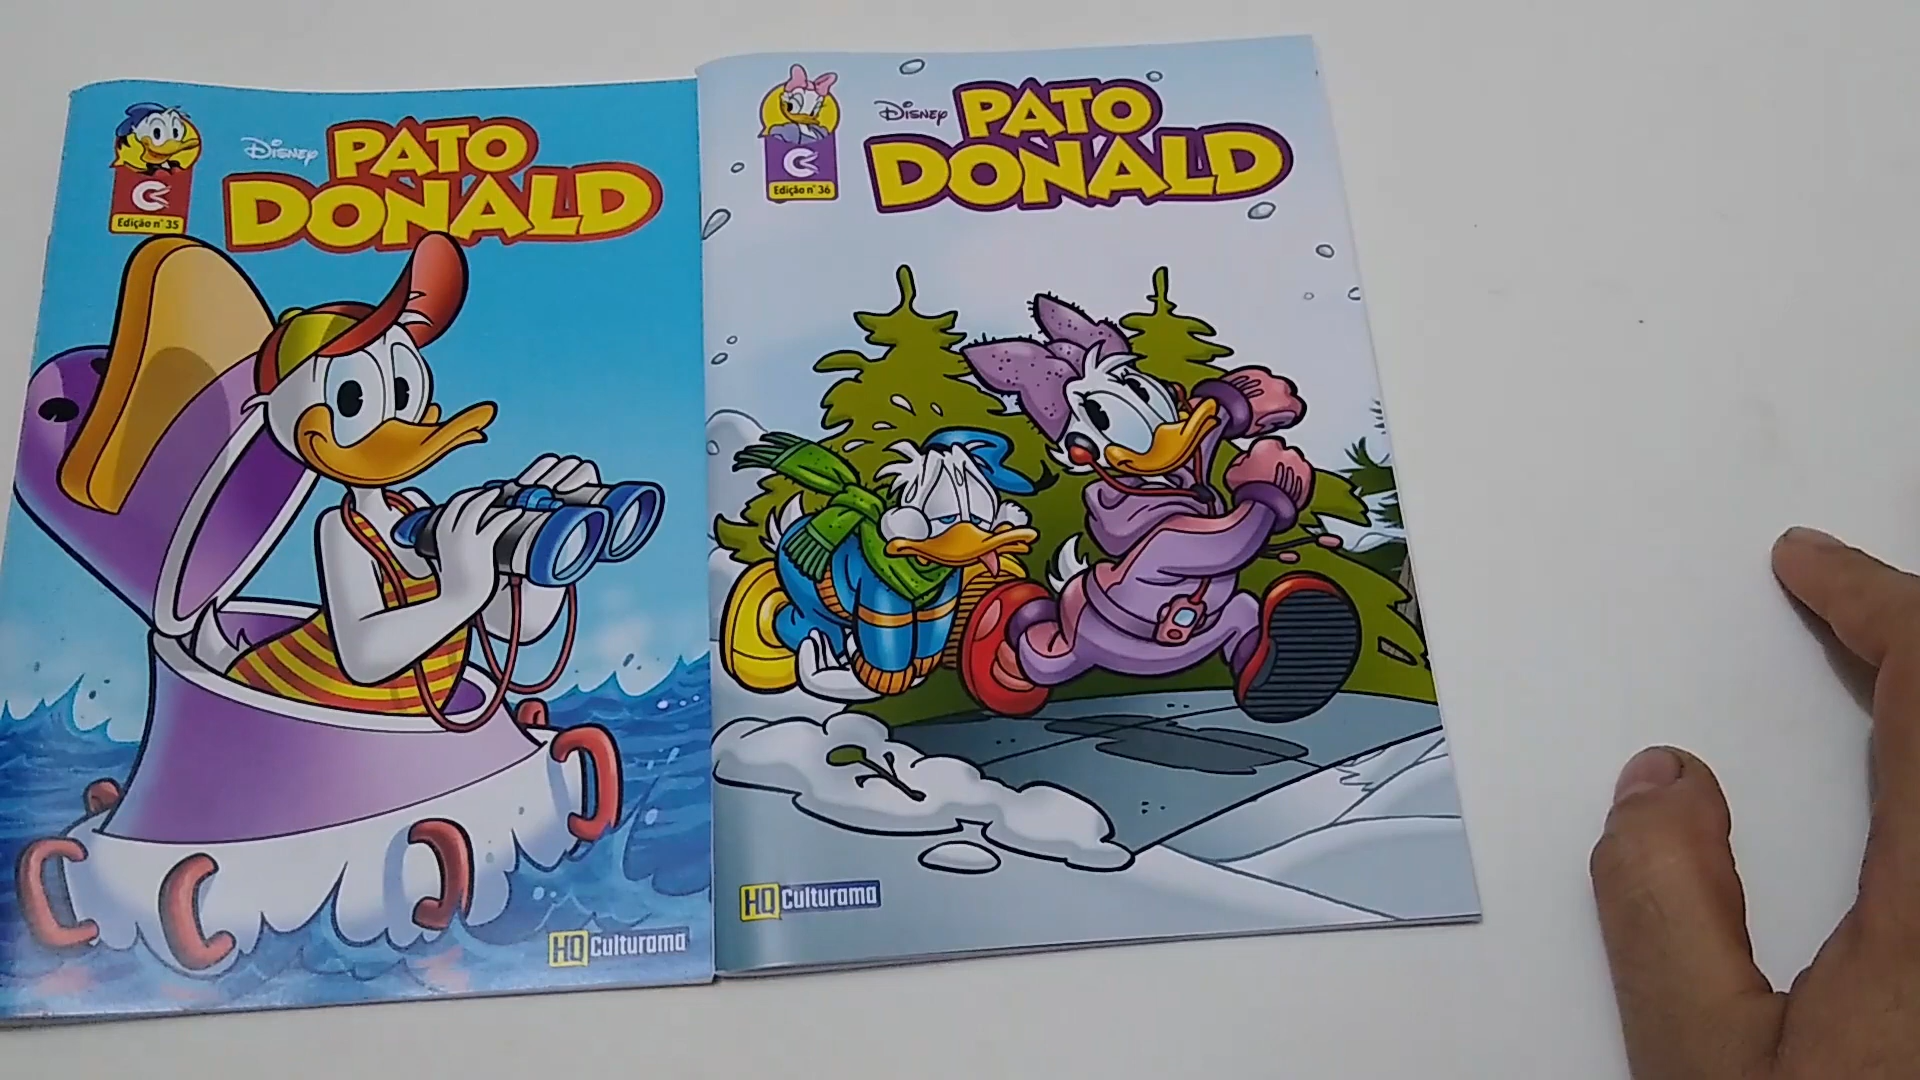 Disney PATO
DONALD
Edição nº 35
HQ Culturama
Disney PATO
DONALD
Edição nº 36
HQ Culturama